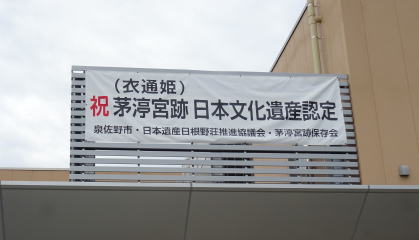 （衣通姫）
祝 茅渟宮跡 日本文化遺産認定
泉佐野市・日本遺産日根野荘推進協議会・茅渟宮跡保存会